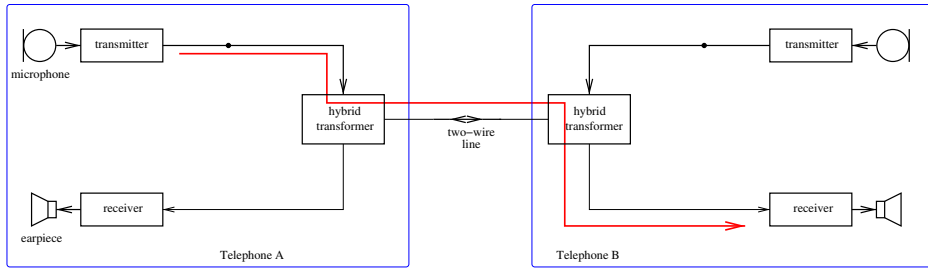 transmitter
transmitter
microphone
hybrid
transformer
hybrid
transformer
two-wire
line
receiver
receiver
earpiece
Telephone A
Telephone B